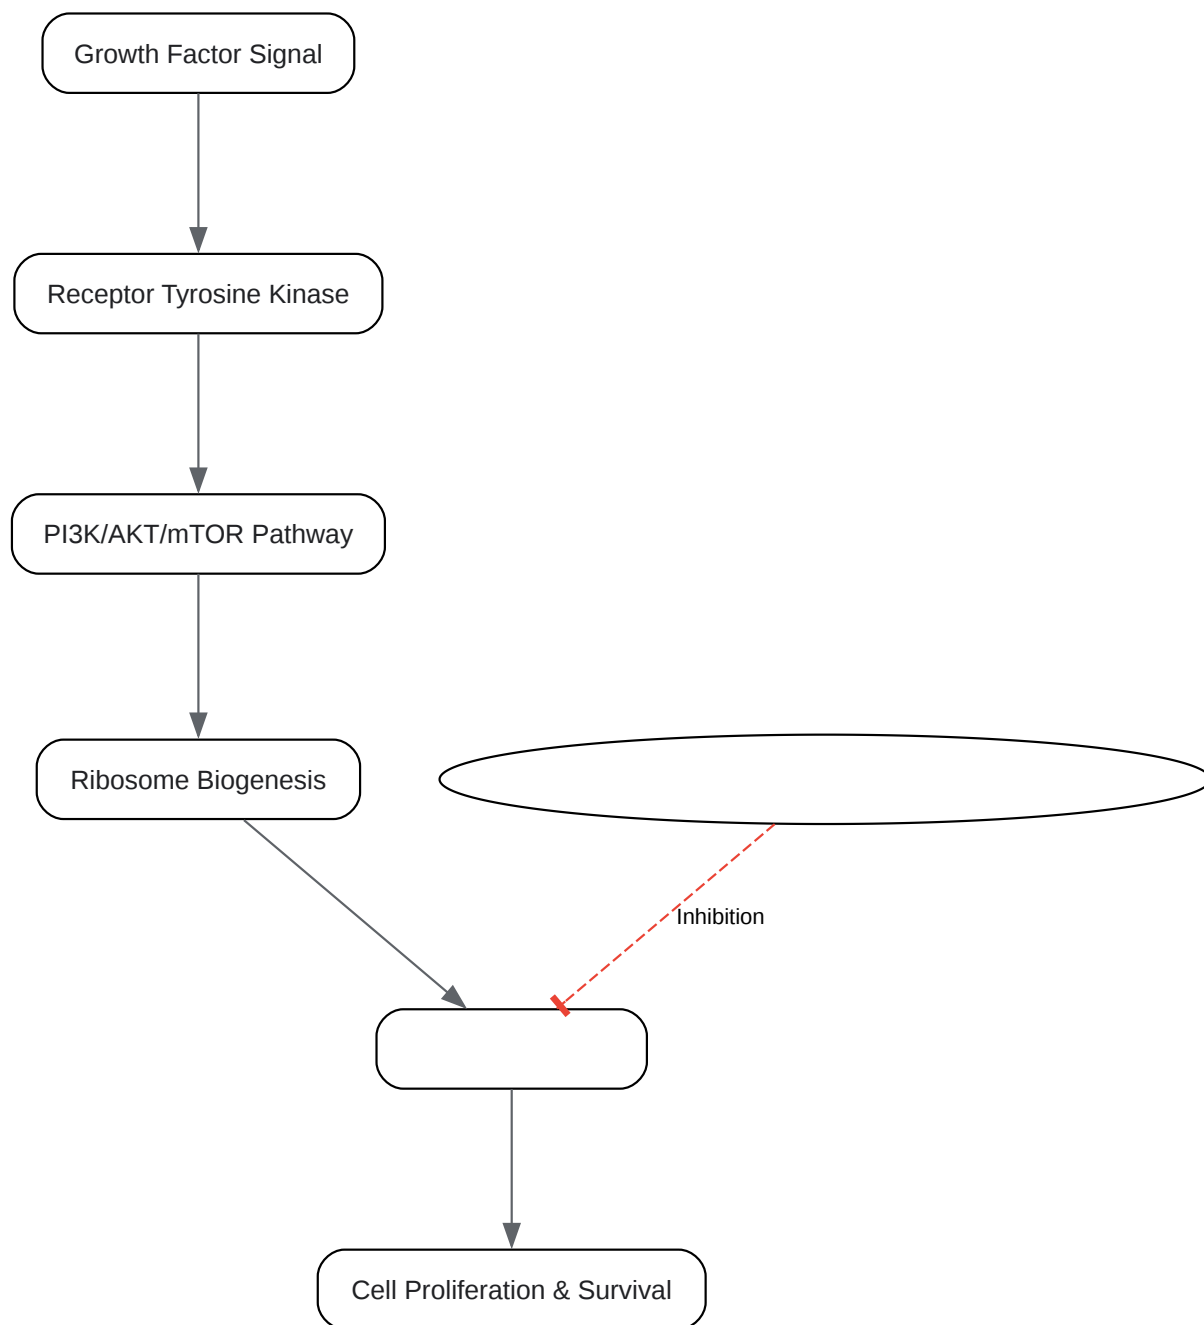 Growth Factor Signal
Receptor Tyrosine Kinase
PI3K/AKT/mTOR Pathway
Ribosome Biogenesis
Inhibition
Cell Proliferation & Survival